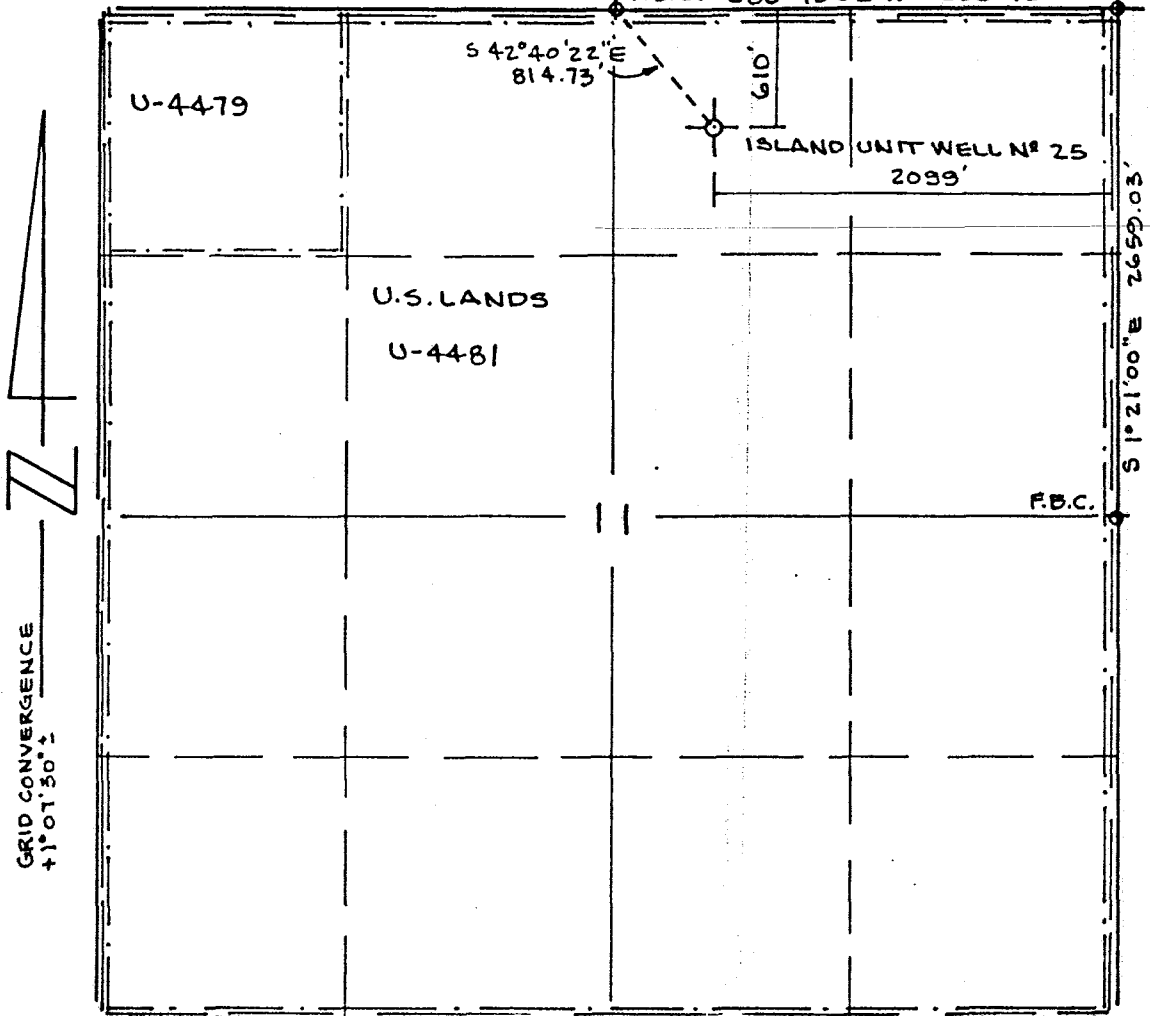 S 42°40'22"E
814.73'
610'
U-4479
ISLAND UNIT WELL Nº 25
2099'
S 1°21'00"E 2659.03'
U.S. LANDS
U-4481
F.B.C.
11
Z
GRID CONVERGENCE
+1°07'30"±